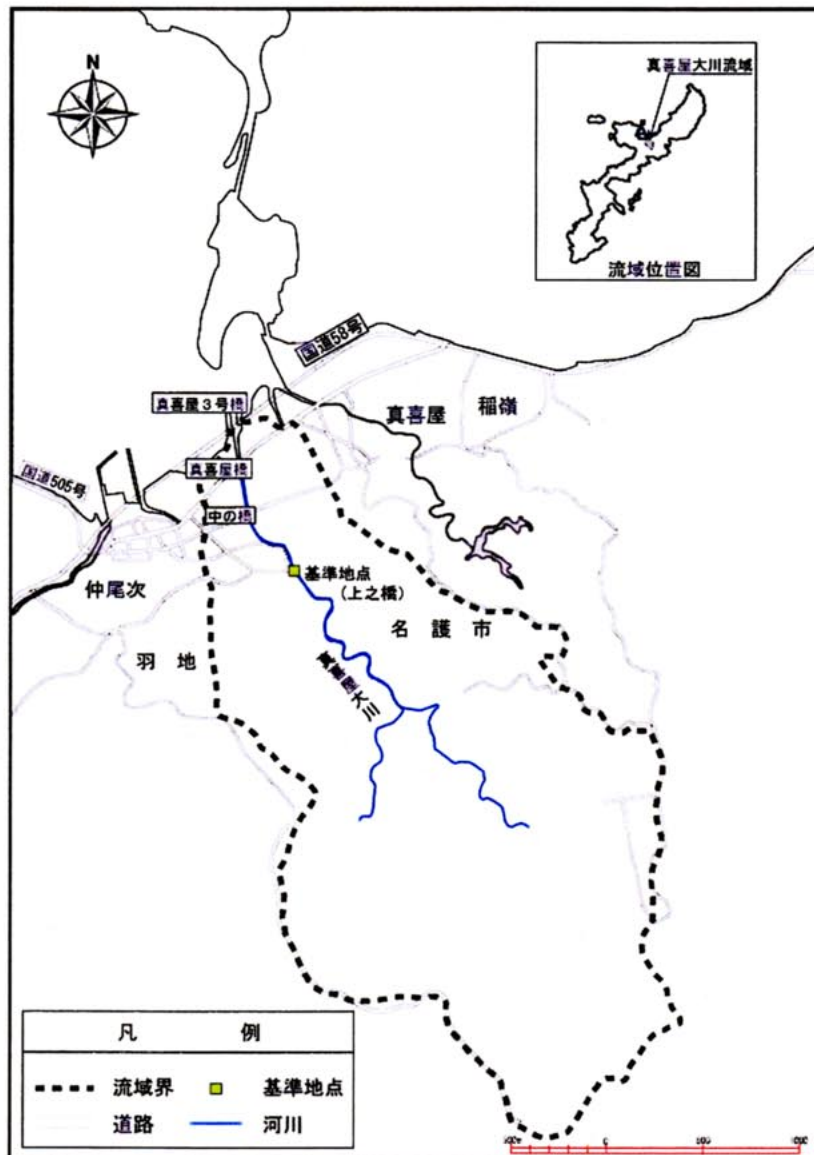 N
真喜屋大川流域
流域位置図
国道58号
真喜屋3号橋
真喜屋
稲嶺
真喜屋橋
国道505号
中の橋
仲尾次
基準地点
(上之橋)
名護市
羽地
真喜屋大川
凡例
流域界
基準地点
道路
河川
0